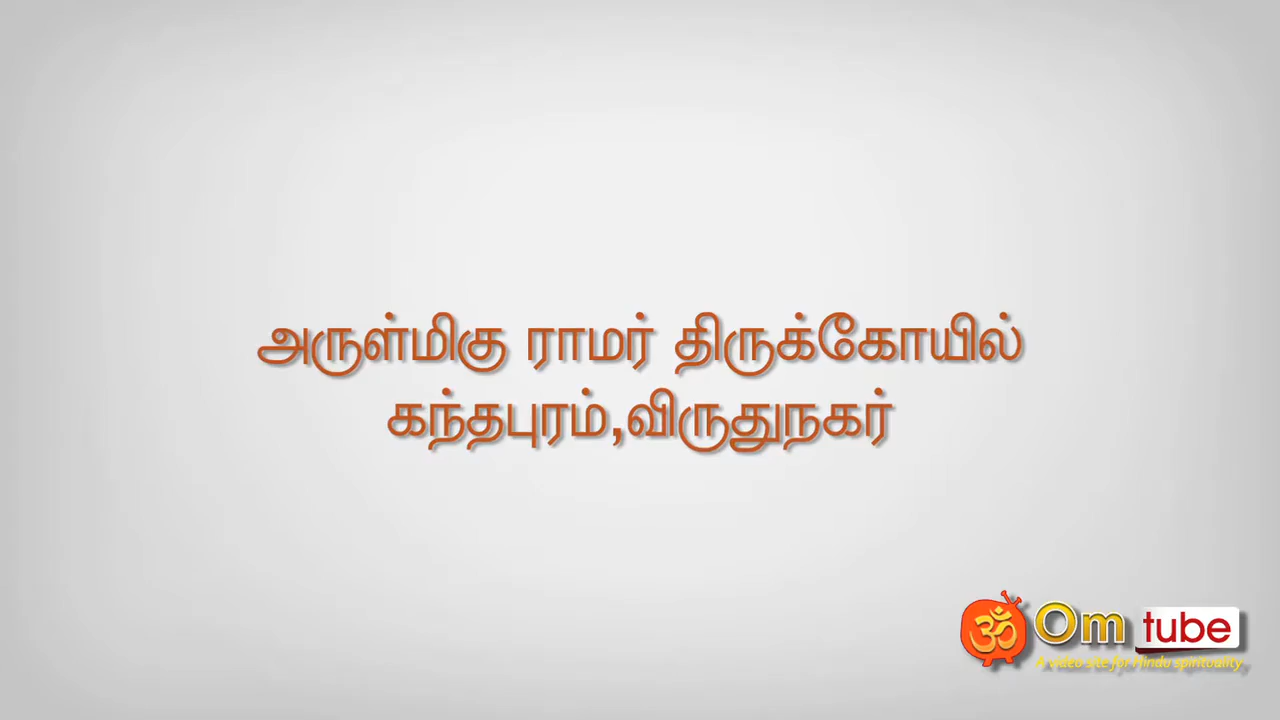 அருள்மிகு ராமர் திருக்கோயில்
கந்தபுரம்,விருதுநகர்
ॐ Om tube
A video site for Hindu spirituality